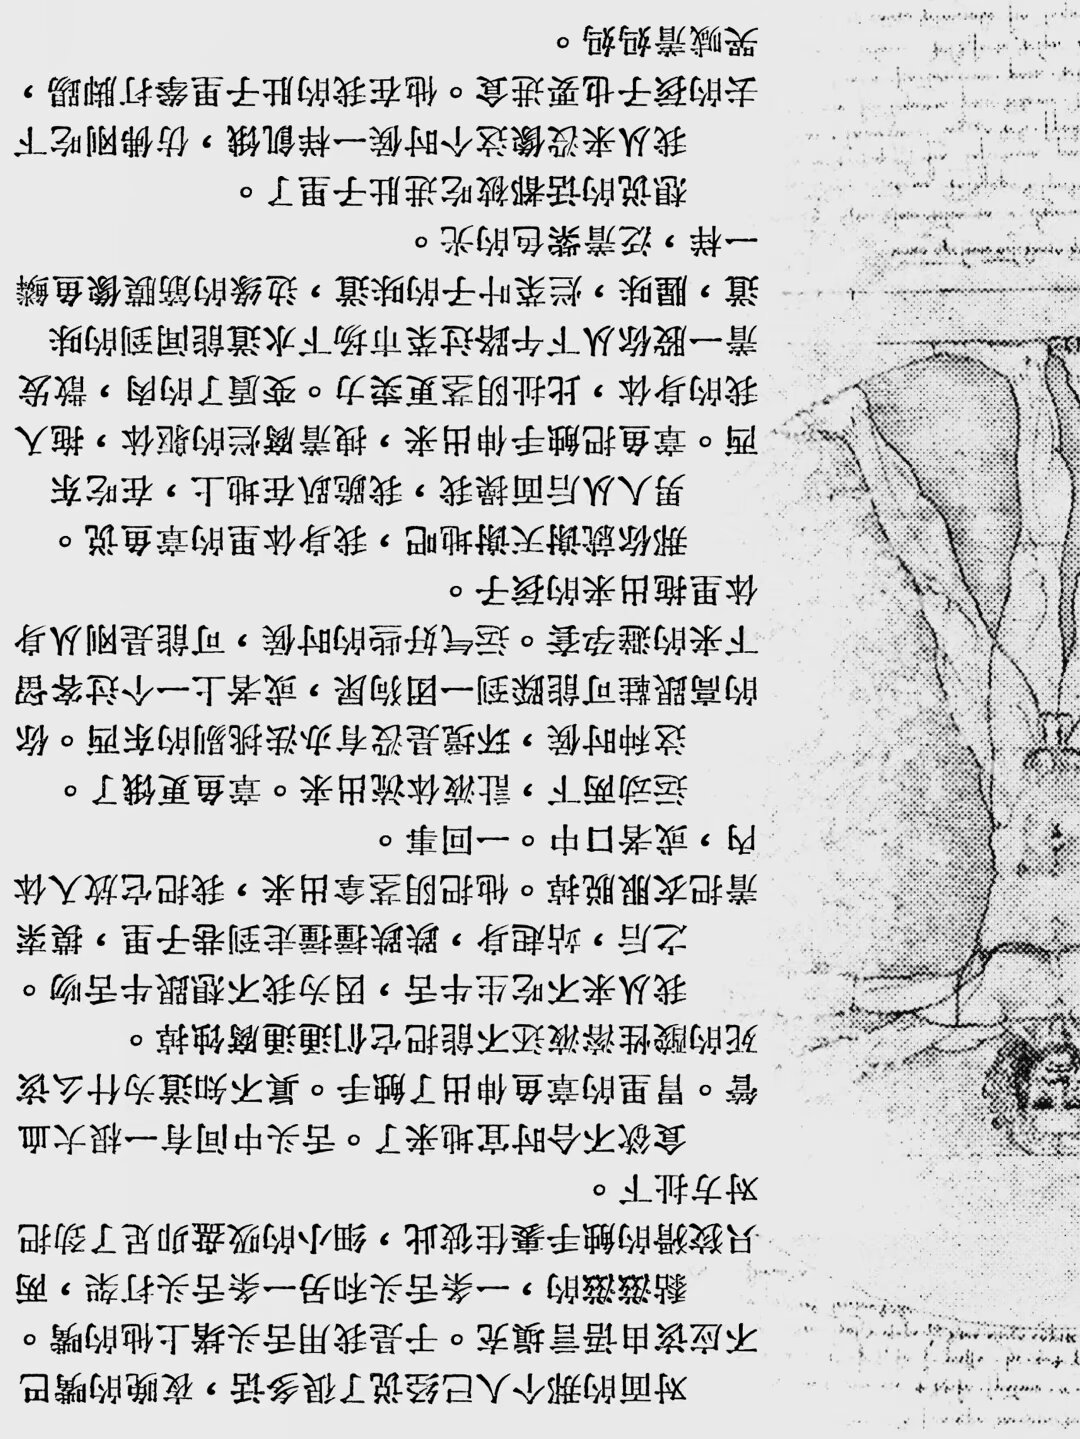 对面的那个人已经说了很多话，夜晚的嘴巴
不应该由语言填充。于是我用舌头堵上他的嘴。
黏滋滋的，一条舌头和另一条舌头打架，两
只狡猾的触手裹住彼此，细小的吸盘卯足了劲把
对方扯下。
食欲不合时宜地来了。舌头中间有一根大血
管。胃里的章鱼伸出了触手。真不知道为什么该
死的酸性溶液还不能把它们通通腐蚀掉。
我从来不吃生牛舌，因为我不想跟牛舌吻。
之后，站起身，跌跌撞撞走到巷子里，摸索
着把衣服脱掉。他把阴茎拿出来，我把它放入体
内，或者口中。一回事。
运动两下，让液体流出来。章鱼更饿了。
这种时候，环境是没有办法挑剔的东西。你
的高跟鞋可能踩到一团狗屎，或者上一个过客留
下来的避孕套。运气好些的时候，可能是刚从身
体里拖出来的孩子。
那你就谢天谢地吧，我身体里的章鱼说。
男人从后面操我，我跪趴在地上，在吃东
西。章鱼把触手伸出来，拽着腐烂的躯体，拖入
我的身体，比扯阴茎更卖力。变质了的肉，散发
着一股你从下午路过菜市场下水道能闻到的味
道，腥味，烂菜叶子的味道，边缘的筋膜像鱼鳞
一样，泛着紫色的光。
想说的话都被吃进肚子里了。
我从来没像这个时候一样飢饿，仿佛刚吃下
去的孩子也要进食。他在我的肚子里拳打脚踢，
哭喊着妈妈。